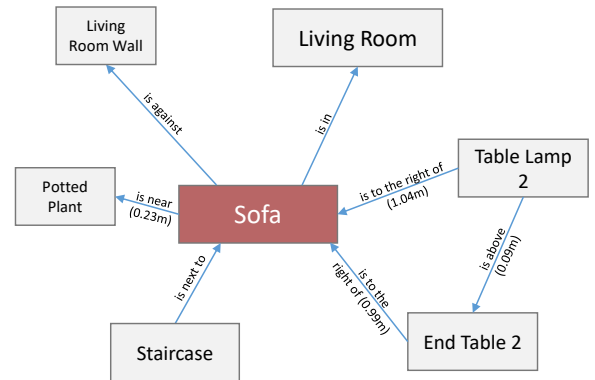 Living
Room Wall
Living Room
is against
is in
Table Lamp
2
is to the right of
(1.04m)
Potted
Plant
is near
(0.23m)
Sofa
is above
(0.09m)
is next to
is to the
right of (0.99m)
Staircase
End Table 2